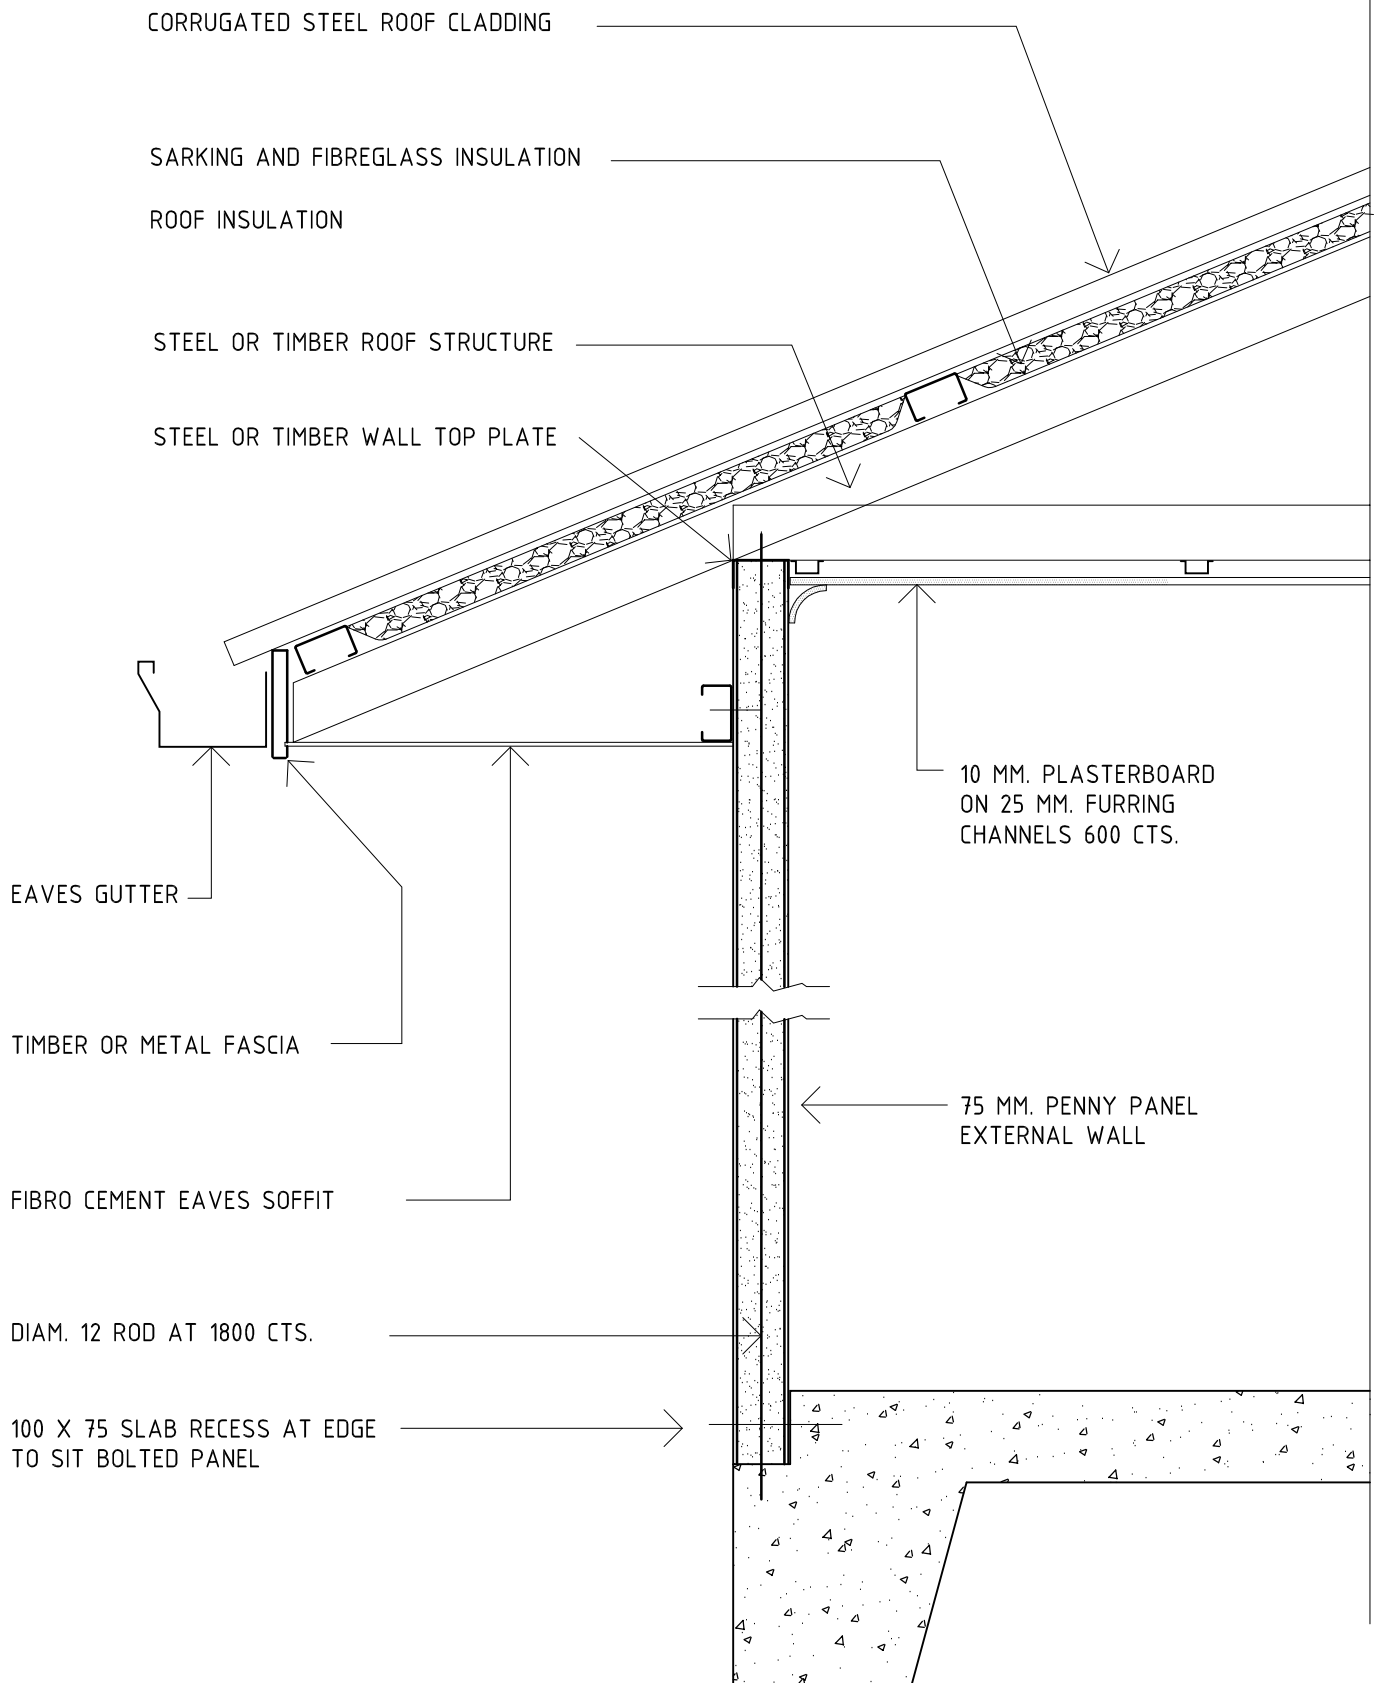 CORRUGATED STEEL ROOF CLADDING
SARKING AND FIBREGLASS INSULATION
ROOF INSULATION
STEEL OR TIMBER ROOF STRUCTURE
STEEL OR TIMBER WALL TOP PLATE
10 MM. PLASTERBOARD
ON 25 MM. FURRING
CHANNELS 600 CTS.
EAVES GUTTER
TIMBER OR METAL FASCIA
75 MM. PENNY PANEL
EXTERNAL WALL
FIBRO CEMENT EAVES SOFFIT
DIAM. 12 ROD AT 1800 CTS.
100 X 75 SLAB RECESS AT EDGE
TO SIT BOLTED PANEL